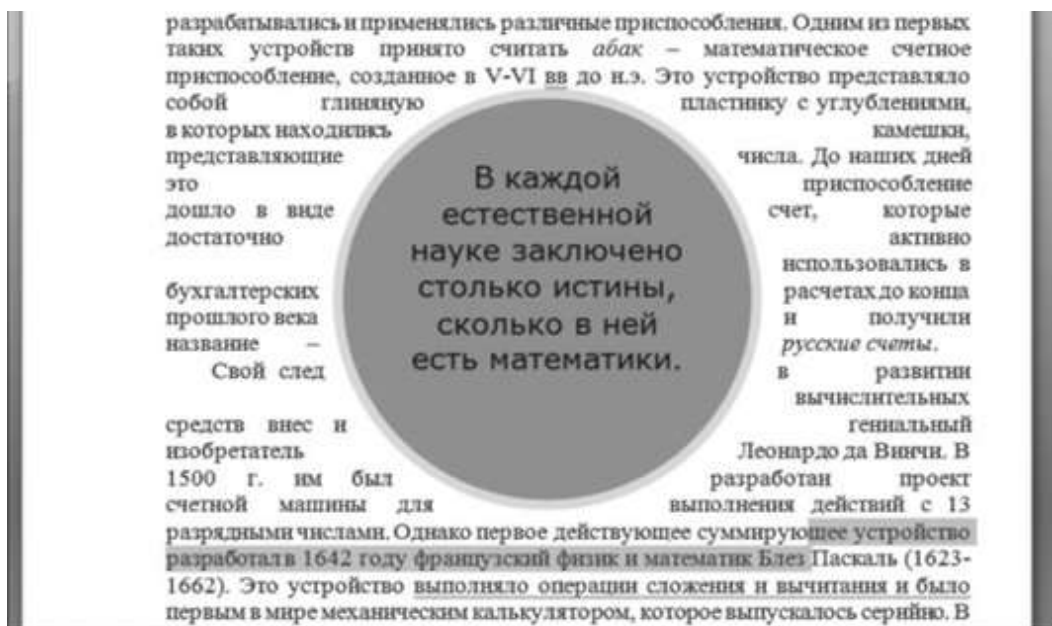 разрабатывались и применялись различные приспособления. Одним из первых
таких устройств принято считать абак – математическое счетное
приспособление, созданное в V-VI вв до н.э. Это устройство представляло
собой глиняную пластинку с углублениями,
в которых находились камешки,
представляющие числа. До наших дней
это приспособление
дошло в виде счет, которые
достаточно активно
использовались в
бухгалтерских расчетах до конца
прошлого века и получили
название – русские счеты.
Свой след в развитии
вычислительных
средств внес и гениальный
изобретатель Леонардо да Винчи. В
1500 г. им был разработан проект
счетной машины для выполнения действий с 13
разрядными числами. Однако первое действующее суммирующее устройство
разработал в 1642 году французский физик и математик Блез Паскаль (1623-
1662). Это устройство выполняло операции сложения и вычитания и было
первым в мире механическим калькулятором, которое выпускалось серийно. В
В каждой
естественной
науке заключено
столько истины,
сколько в ней
есть математики.